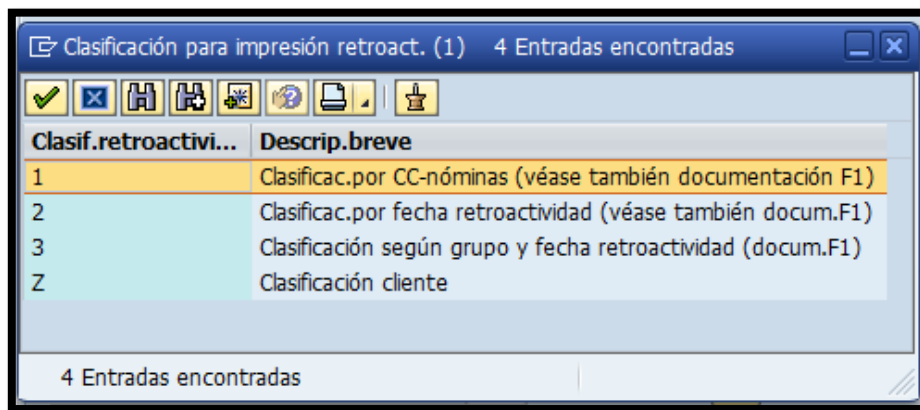 Clasificación para impresión retroact. (1) 4 Entradas encontradas
Clasif.retroactivi... Descrip.breve
1 Clasificac.por CC-nóminas (véase también documentación F1)
2 Clasificac.por fecha retroactividad (véase también docum.F1)
3 Clasificación según grupo y fecha retroactividad (docum.F1)
Z Clasificación cliente
4 Entradas encontradas